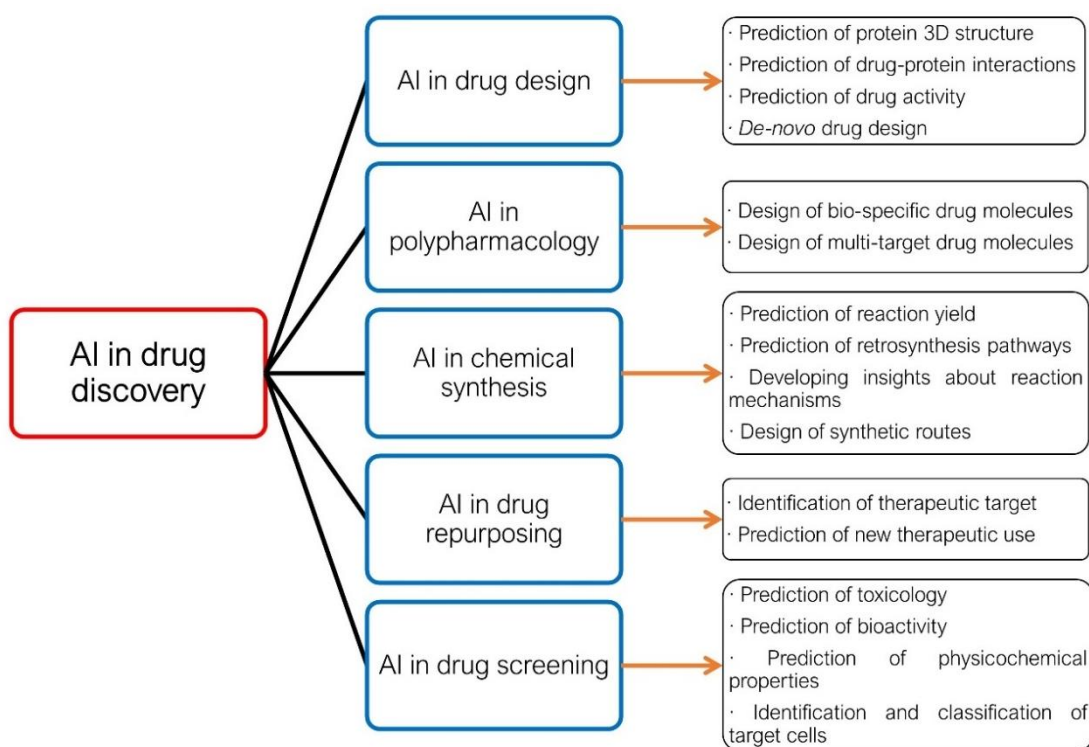 AI in drug
discovery
AI in drug design
· Prediction of protein 3D structure
· Prediction of drug-protein interactions
· Prediction of drug activity
· De-novo drug design
AI in
polypharmacology
· Design of bio-specific drug molecules
· Design of multi-target drug molecules
AI in chemical
synthesis
· Prediction of reaction yield
· Prediction of retrosynthesis pathways
· Developing insights about reaction
mechanisms
· Design of synthetic routes
AI in drug
repurposing
· Identification of therapeutic target
· Prediction of new therapeutic use
AI in drug screening
· Prediction of toxicology
· Prediction of bioactivity
· Prediction of physicochemical
properties
· Identification and classification of
target cells